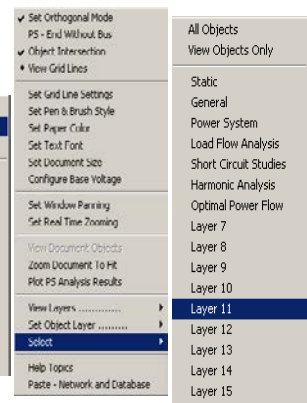 Set Orthogonal Mode
PS - End Without Bus
Object Intersection
View Grid Lines
Set Grid Line Settings
Set Pen & Brush Style
Set Paper Color
Set Text Font
Set Document Size
Configure Base Voltage
Set Window Panning
Set Real Time Zooming
View Document Objects
Zoom Document To Fit
Plot PS Analysis Results
View Layers .............
Set Object Layer .........
Select
Help Topics
Paste - Network and Database
All Objects
View Objects Only
Static
General
Power System
Load Flow Analysis
Short Circuit Studies
Harmonic Analysis
Optimal Power Flow
Layer 7
Layer 8
Layer 9
Layer 10
Layer 11
Layer 12
Layer 13
Layer 14
Layer 15